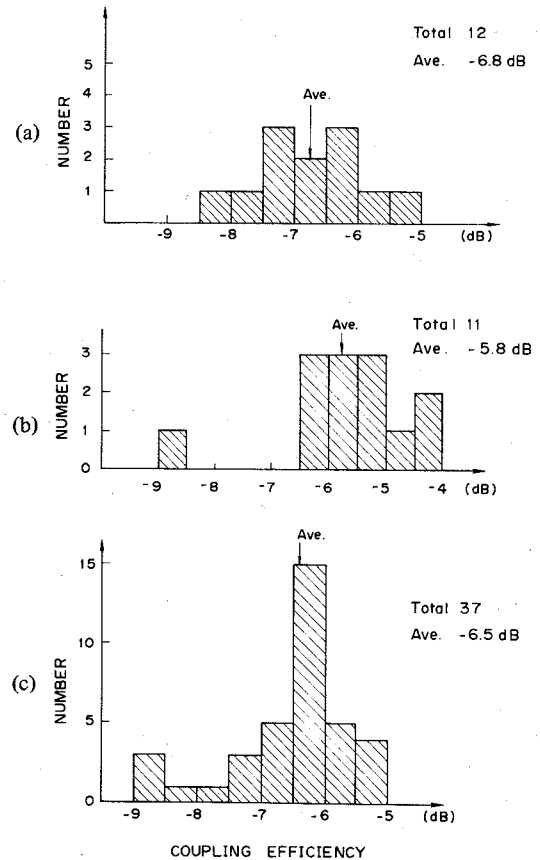 Total 12
Ave. -6.8 dB
5
4
3
2
1
NUMBER
Ave.
(a)
-9 -8 -7 -6 -5 (dB)
Total 11
Ave. -5.8 dB
3
2
1
0
NUMBER
Ave.
(b)
-9 -8 -7 -6 -5 -4 (dB)
Total 37
Ave. -6.5 dB
15
10
5
0
NUMBER
Ave.
(c)
-9 -8 -7 -6 -5 (dB)
COUPLING EFFICIENCY